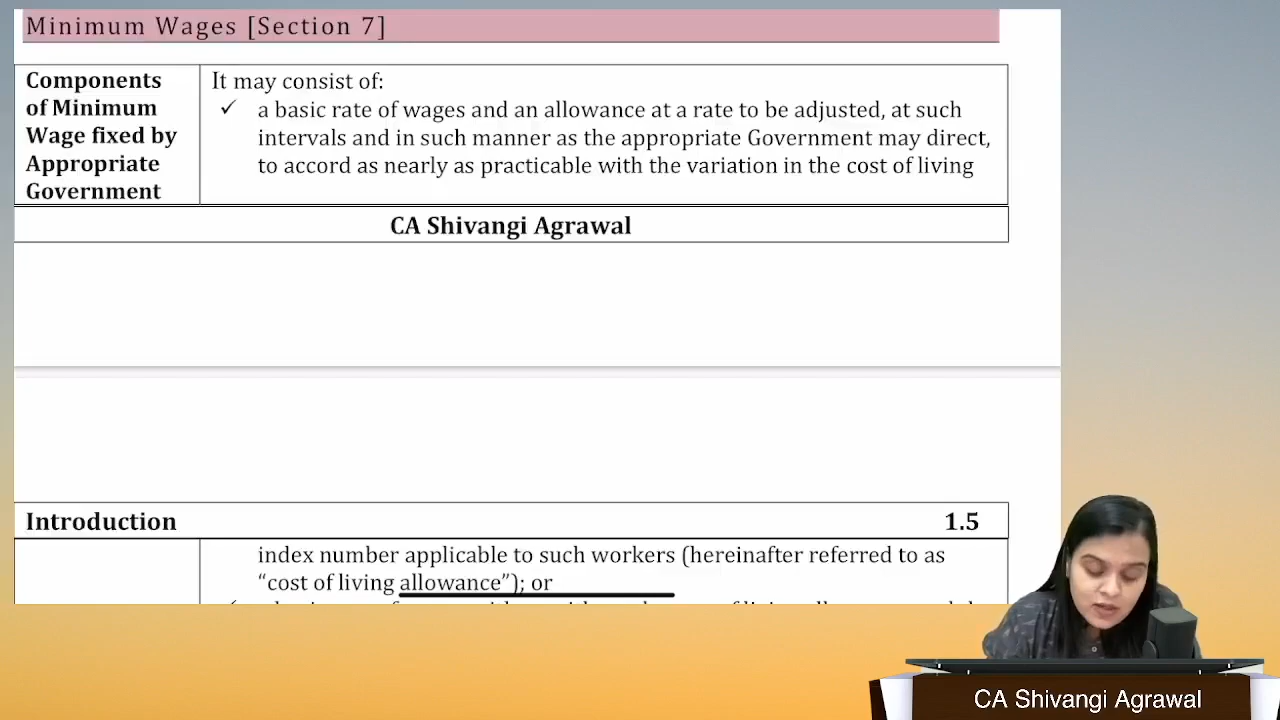 Minimum Wages [Section 7]
Components
of Minimum
Wage fixed by
Appropriate
Government
It may consist of:
✓ a basic rate of wages and an allowance at a rate to be adjusted, at such
intervals and in such manner as the appropriate Government may direct,
to accord as nearly as practicable with the variation in the cost of living
CA Shivangi Agrawal
Introduction 1.5
index number applicable to such workers (hereinafter referred to as
“cost of living allowance”); or
CA Shivangi Agrawal